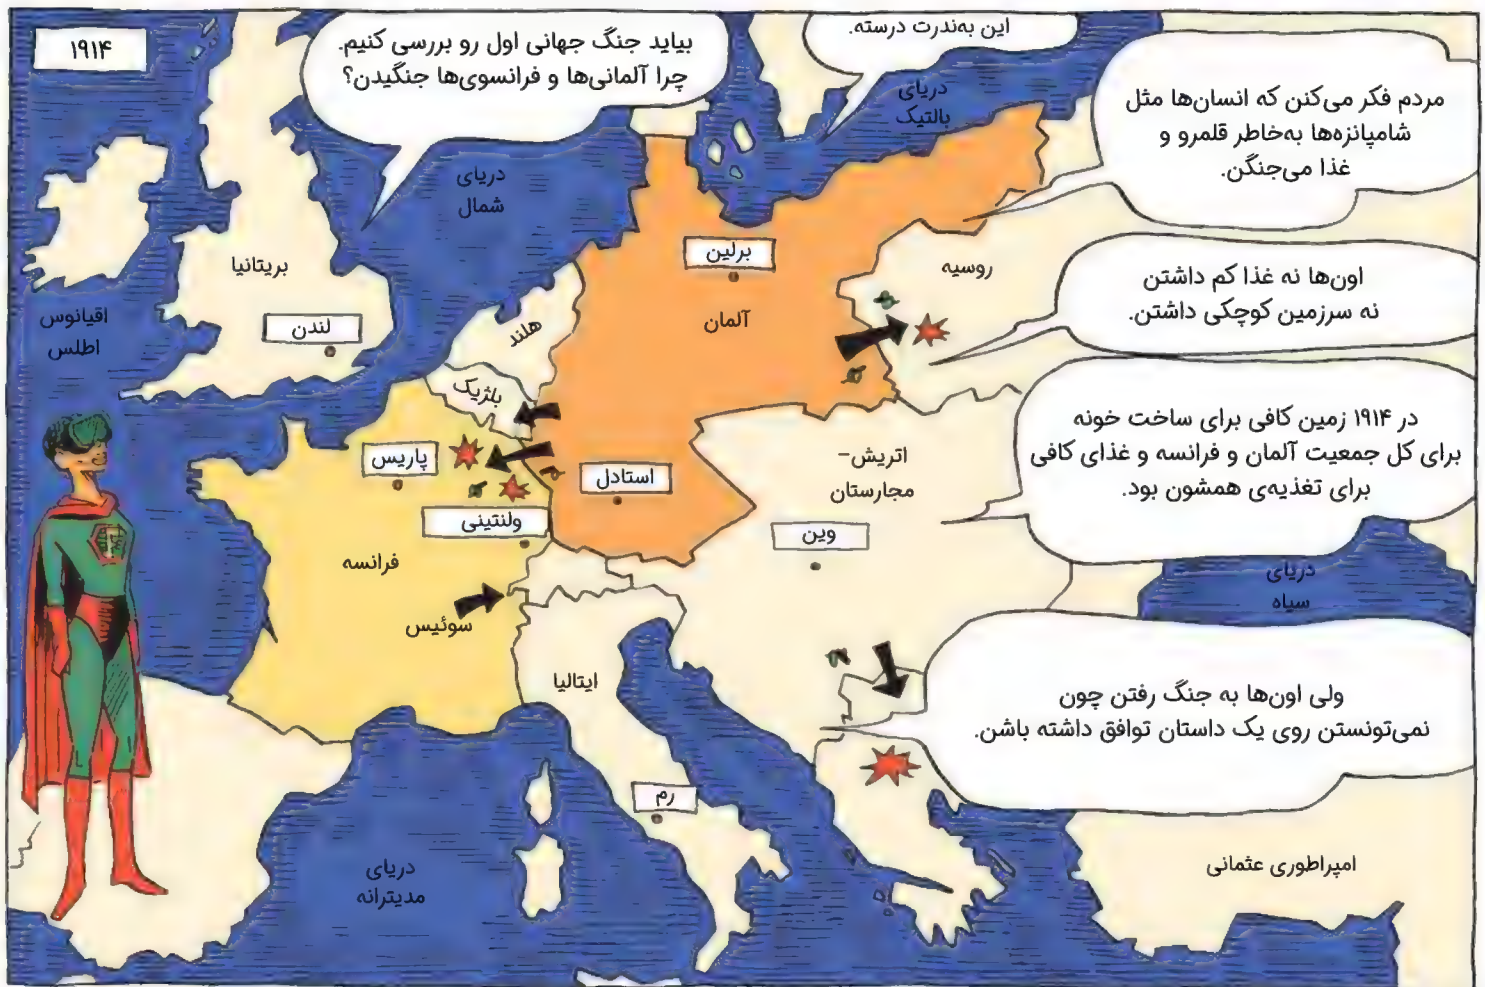 ۱۹۱۴
بیاید جنگ جهانی اول رو بررسی کنیم.
چرا آلمانی‌ها و فرانسوی‌ها جنگیدن؟
این به‌ندرت درسته.
مردم فکر می‌کنن که انسان‌ها مثل
شامپانزه‌ها به‌خاطر قلمرو و
غذا می‌جنگن.
اون‌ها نه غذا کم داشتن
نه سرزمین کوچکی داشتن.
در ۱۹۱۴ زمین کافی برای ساخت خونه
برای کل جمعیت آلمان و فرانسه و غذای کافی
برای تغذیه‌ی همشون بود.
ولی اون‌ها به جنگ رفتن چون
نمی‌تونستن روی یک داستان توافق داشته باشن.
دریای
بالتیک
دریای
شمال
بریتانیا
لندن
اقیانوس
اطلس
هلند
بلژیک
برلین
آلمان
روسیه
پاریس
استادل
ولنتینی
فرانسه
سوئیس
اتریش-
مجارستان
وین
دریای
سیاه
ایتالیا
رم
دریای
مدیترانه
امپراطوری عثمانی